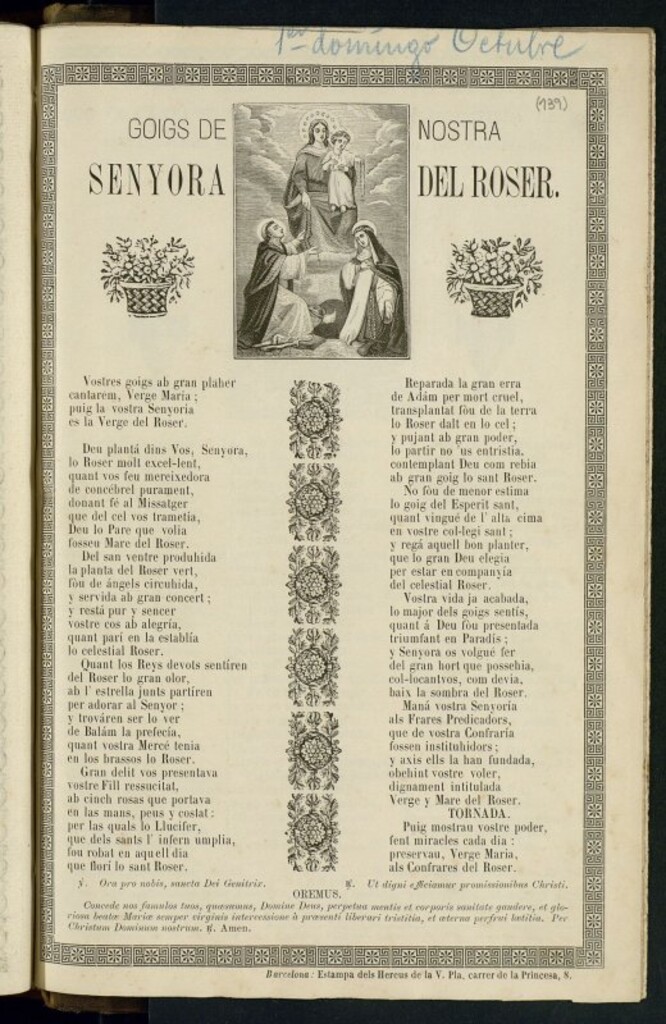 1er domingo Octubre
(139)
GOIGS DE NOSTRA
SENYORA DEL ROSER.
Vostres goigs ab gran plaher
cantarém, Verge Maria ;
puig la vostra Senyoria
es la Verge del Roser.
Deu plantá dins Vos, Senyora,
lo Roser molt excel-lent,
quant vos feu mereixedora
de concébrel purament,
donant fé al Missatger
que del cel vos trametia,
Deu lo Pare que volia
fosseu Mare del Roser.
Del san ventre produhida
la planta del Roser vert,
fòu de ángels circuhida,
y servida ab gran concert ;
y restá pur y sencer
vostre cos ab alegría,
quant parí en la establia
lo celestial Roser.
Quant los Reys devots sentiren
del Roser lo gran olor,
ab l' estrella junts partiren
per adorar al Senyor ;
y trováren ser lo ver
de Balám la prefecía,
quant vostra Mercé tenia
en los brassos lo Roser.
Gran delit vos presentava
vostre Fill ressucitat,
ab cinch rosas que portava
en las mans, peus y costat :
per las quals lo Llucifer,
que dels sants l' infern umplia,
fou robat en aquell dia
que florí lo sant Roser.
Reparada la gran erra
de Adám per mort cruel,
transplantat fòu de la terra
lo Roser dalt en lo cel ;
y pujant ab gran poder,
lo partir no 'us entristia,
contemplant Deu com rebia
ab gran goig lo sant Roser.
No fòu de menor estima
lo goig del Esperit sant,
quant vingué de l' alta cima
en vostre col-legi sant ;
y regá aquell bon planter,
que lo gran Deu elegia
per estar en companyía
del celestial Roser.
Vostra vida ja acabada,
lo major dels goigs sentís,
quant á Deu fòu presentada
triumfant en Paradis ;
y Senyora os volgué fer
del gran hort que possehia,
col-locantvos, com devia,
baix la sombra del Roser.
Maná vostra Senyoria
als Frares Predicadors,
que de vostra Confraría
fossen instituhidors ;
y axis ells la han fundada,
obehint vostre voler,
dignament intitulada
Verge y Mare del Roser.
TORNADA.
Puig mostrau vostre poder,
fent miracles cada dia :
preservau, Verge Maria,
als Confrares del Roser.
℣. Ora pro nobis, sancta Dei Genitrix. ℟. Ut digni efficiamur promissionibus Christi.
OREMUS.
Concede nos famulos tuos, quæsumus, Domine Deus, perpetua mentis et corporis sanitate gaudere, et glo-
riosa beatæ Mariæ semper virginis intercessione à præsenti liberari tristitia, et æterna perfrui lætitia. Per
Christum Dominum nostrum. ℟. Amen.
Barcelona : Estampa dels Hereus de la V. Pla, carrer de la Princesa, 8.